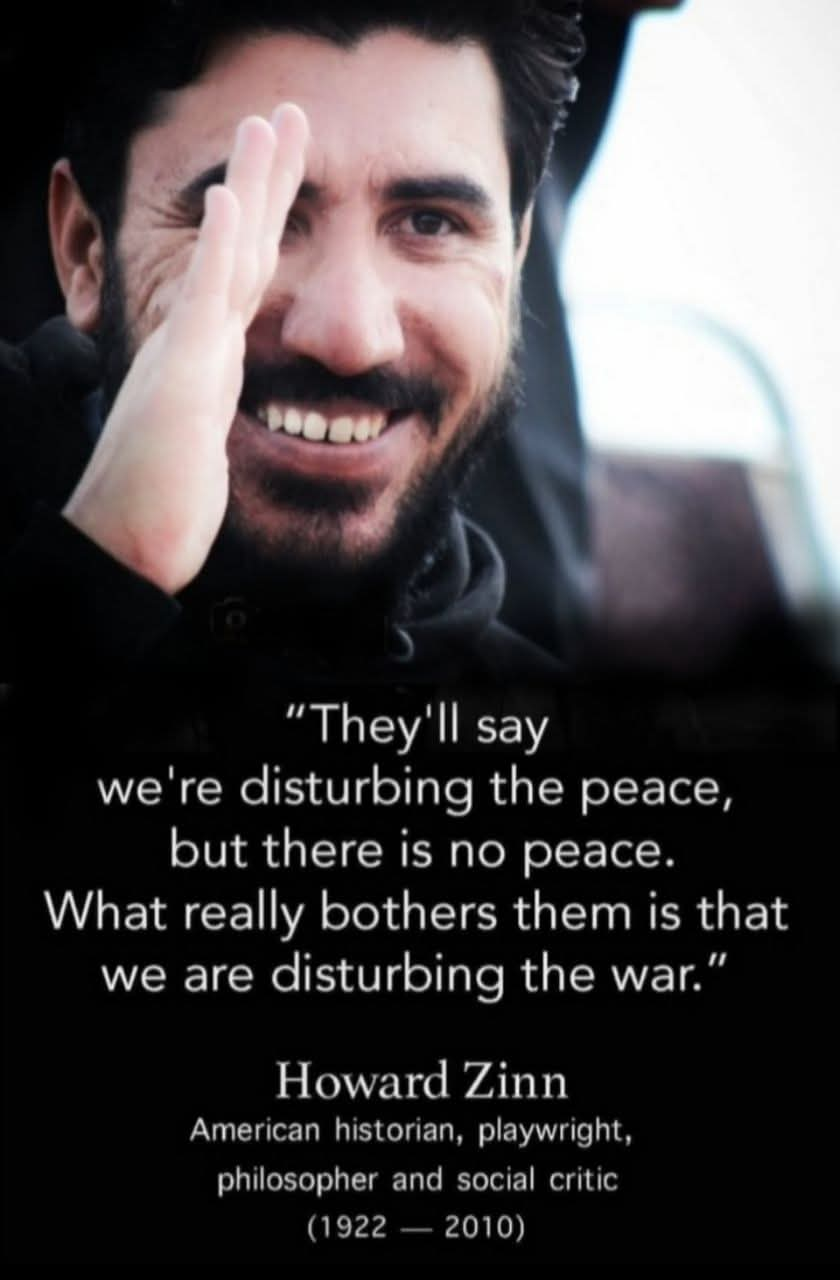 “They'll say
we're disturbing the peace,
but there is no peace.
What really bothers them is that
we are disturbing the war.”
Howard Zinn
American historian, playwright,
philosopher and social critic
(1922 — 2010)